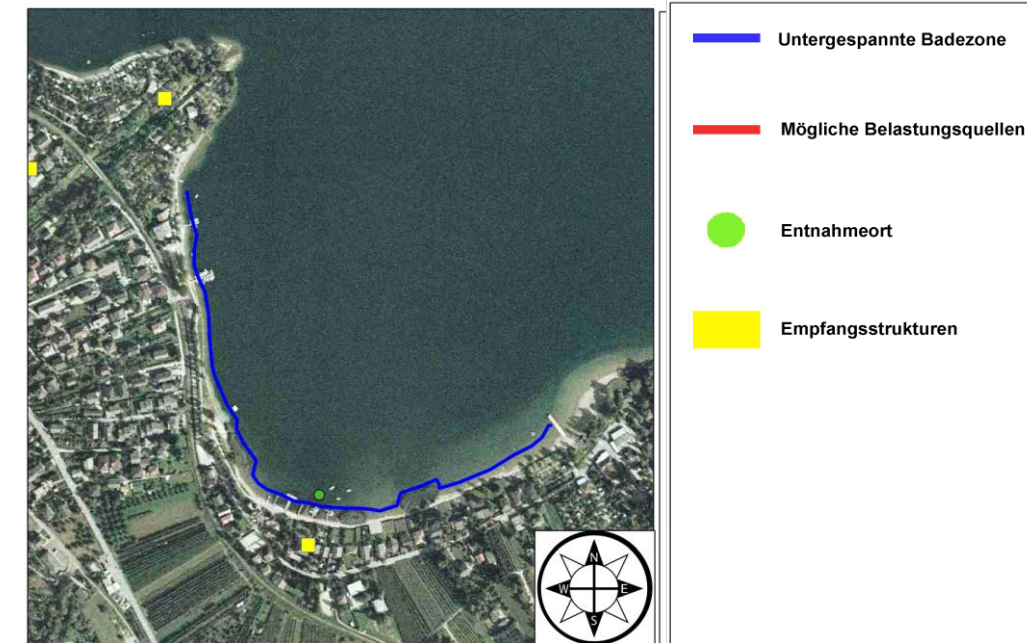 Untergespannte Badezone
Mögliche Belastungsquellen
Entnahmeort
Empfangsstrukturen
N
W E
S